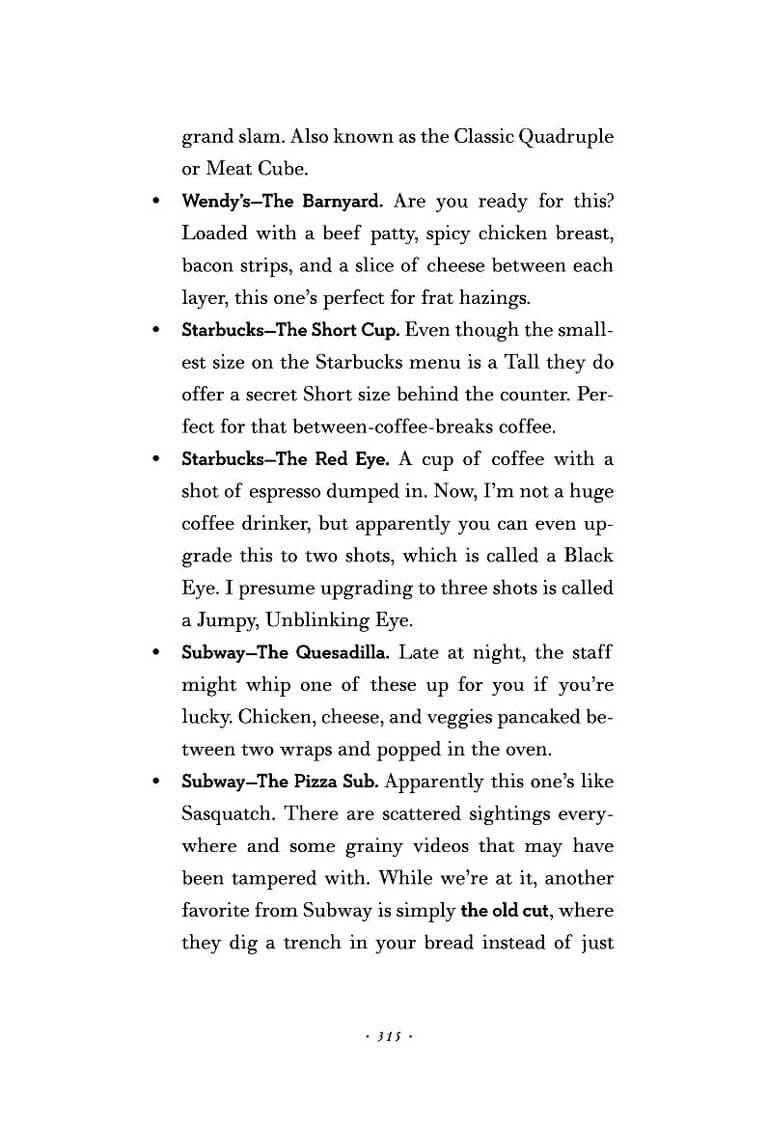 grand slam. Also known as the Classic Quadruple
or Meat Cube.
• Wendy's—The Barnyard. Are you ready for this?
Loaded with a beef patty, spicy chicken breast,
bacon strips, and a slice of cheese between each
layer, this one's perfect for frat hazings.
• Starbucks—The Short Cup. Even though the small-
est size on the Starbucks menu is a Tall they do
offer a secret Short size behind the counter. Per-
fect for that between-coffee-breaks coffee.
• Starbucks—The Red Eye. A cup of coffee with a
shot of espresso dumped in. Now, I'm not a huge
coffee drinker, but apparently you can even up-
grade this to two shots, which is called a Black
Eye. I presume upgrading to three shots is called
a Jumpy, Unblinking Eye.
• Subway—The Quesadilla. Late at night, the staff
might whip one of these up for you if you're
lucky. Chicken, cheese, and veggies pancaked be-
tween two wraps and popped in the oven.
• Subway—The Pizza Sub. Apparently this one's like
Sasquatch. There are scattered sightings every-
where and some grainy videos that may have
been tampered with. While we're at it, another
favorite from Subway is simply the old cut, where
they dig a trench in your bread instead of just
· 315 ·